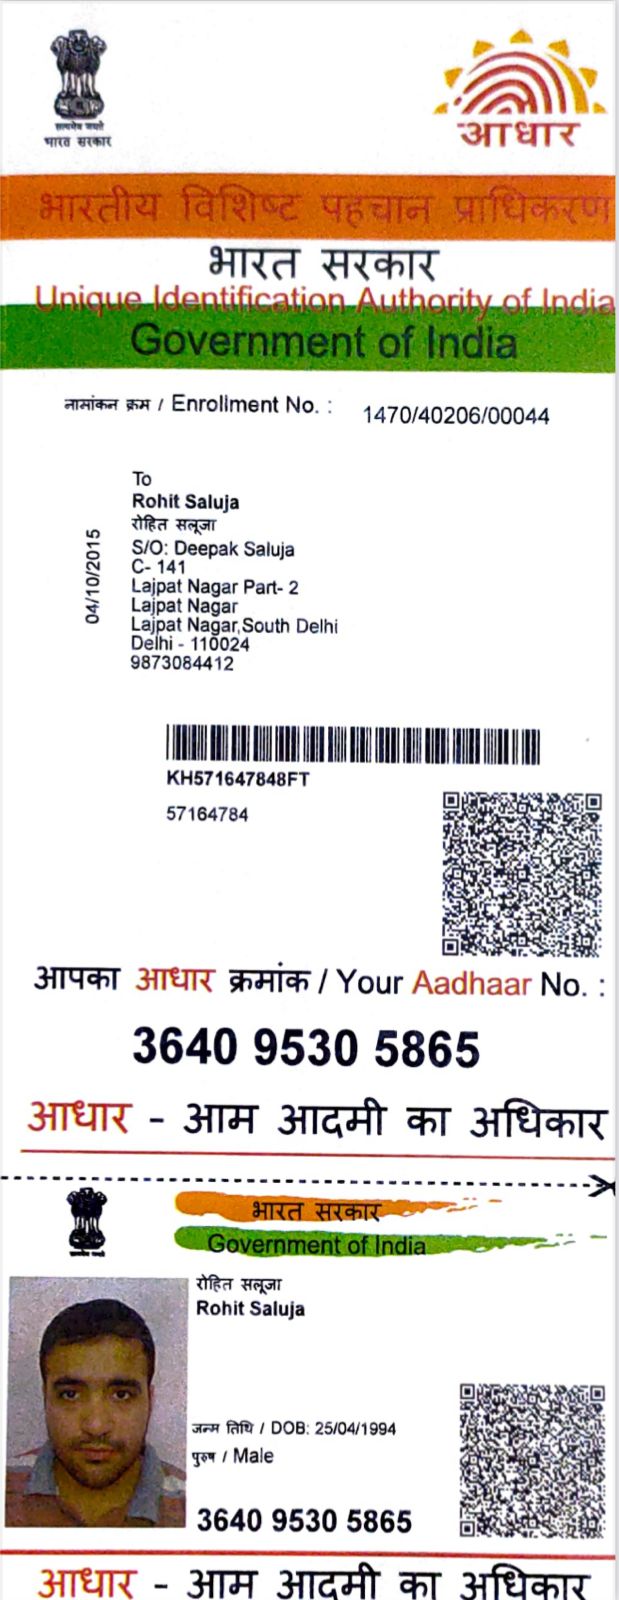 सत्यमेव जयते
भारत सरकार
आधार
भारतीय विशिष्ट पहचान प्राधिकरण
भारत सरकार
Unique Identification Authority of India
Government of India
नामांकन क्रम / Enrollment No. : 1470/40206/00044
04/10/2015
To
Rohit Saluja
रोहित सलूजा
S/O: Deepak Saluja
C- 141
Lajpat Nagar Part- 2
Lajpat Nagar
Lajpat Nagar,South Delhi
Delhi - 110024
9873084412
KH571647848FT
57164784
आपका आधार क्रमांक / Your Aadhaar No. :
3640 9530 5865
आधार - आम आदमी का अधिकार
भारत सरकार
Government of India
रोहित सलूजा
Rohit Saluja
जन्म तिथि / DOB: 25/04/1994
पुरुष / Male
3640 9530 5865
आधार - आम आदमी का अधिकार